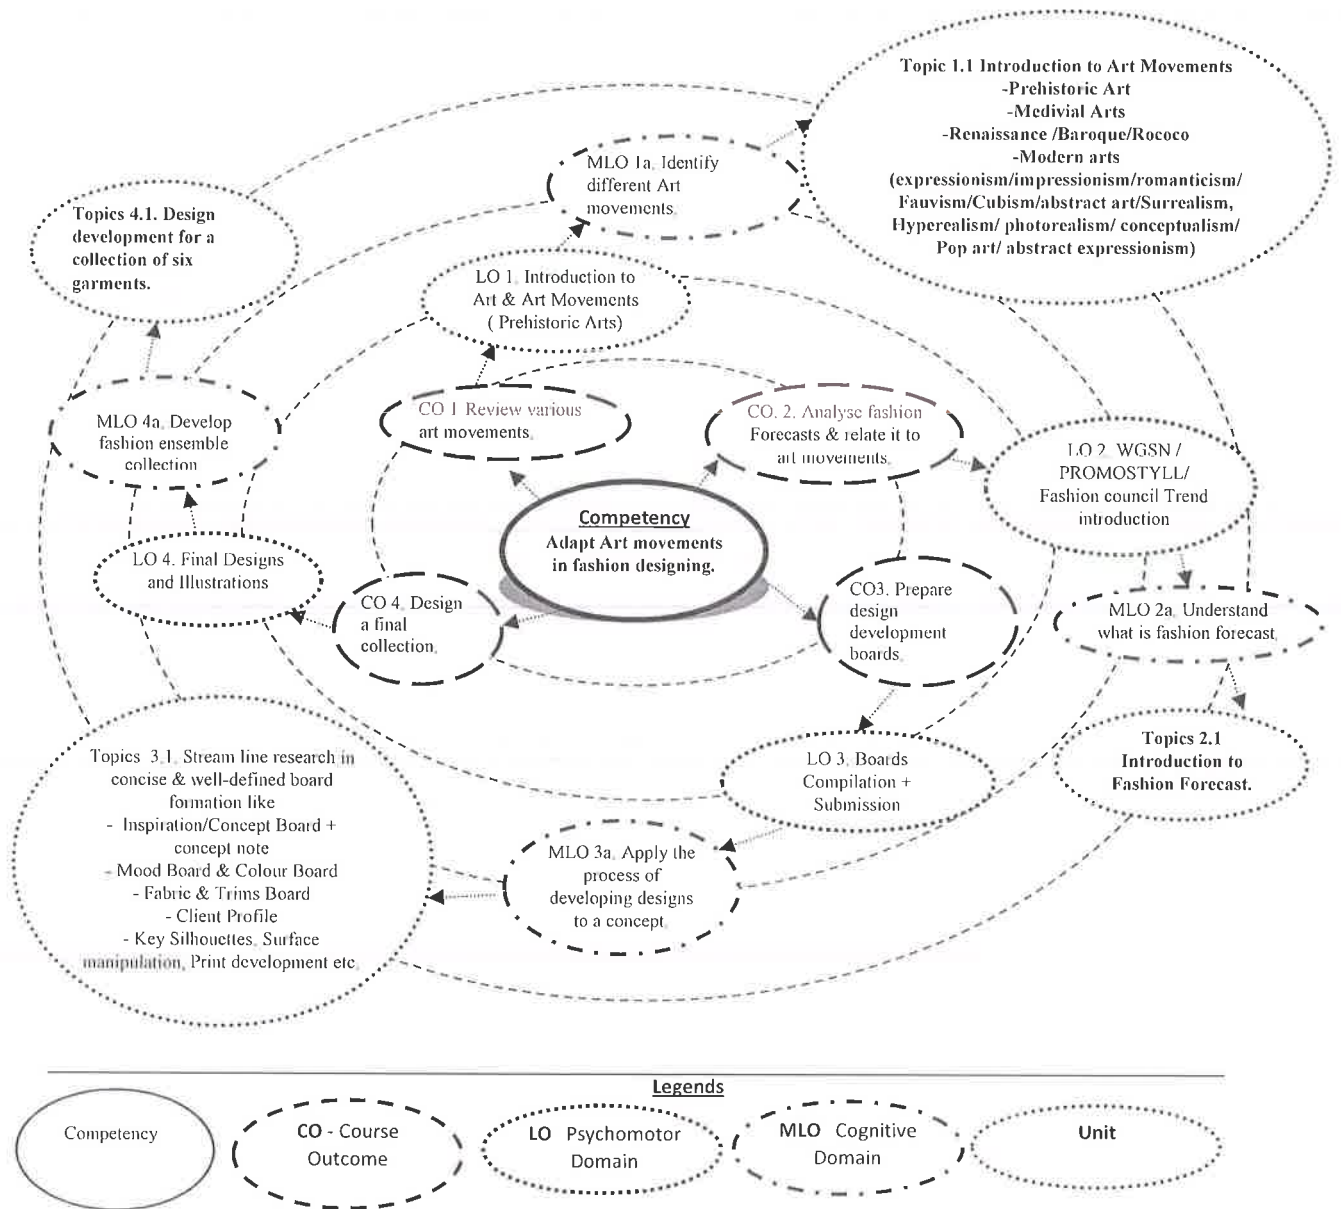 Topic 1.1 Introduction to Art Movements
-Prehistoric Art
-Medivial Arts
-Renaissance /Baroque/Rococo
-Modern arts
(expressionism/impressionism/romanticism/
Fauvism/Cubism/abstract art/Surrealism,
Hyperealism/ photorealism/ conceptualism/
Pop art/ abstract expressionism)
MLO 1a. Identify
different Art
movements.
Topics 4.1. Design
development for a
collection of six
garments.
LO 1. Introduction to
Art & Art Movements
( Prehistoric Arts)
MLO 4a. Develop
fashion ensemble
collection
CO 1 Review various
art movements.
CO. 2. Analyse fashion
Forecasts & relate it to
art movements.
LO 2. WGSN /
PROMOSTYLL/
Fashion council Trend
introduction
Competency
Adapt Art movements
in fashion designing.
LO 4. Final Designs
and Illustrations
CO 4. Design
a final
collection.
CO3. Prepare
design
development
boards.
MLO 2a. Understand
what is fashion forecast.
Topics 2.1
Introduction to
Fashion Forecast.
LO 3. Boards
Compilation +
Submission
MLO 3a. Apply the
process of
developing designs
to a concept.
Topics 3.1. Stream line research in
concise & well-defined board
formation like
- Inspiration/Concept Board +
concept note
- Mood Board & Colour Board
- Fabric & Trims Board
- Client Profile
- Key Silhouettes, Surface
manipulation, Print development etc.
Legends
Competency
CO - Course
Outcome
LO Psychomotor
Domain
MLO Cognitive
Domain
Unit